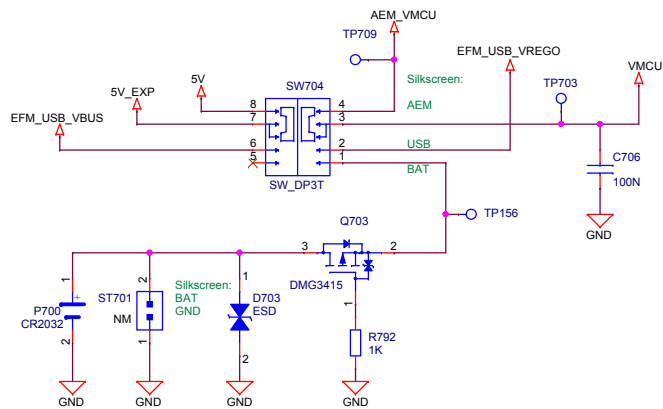 AEM_VMCU
TP709
EFM_USB_VREGO
VMCU
5V
SW704
Silkscreen:
TP703
5V_EXP
8
4
AEM
EFM_USB_VBUS
7
3
6
2
USB
C706
5
1
BAT
100N
SW_DP3T
GND
Q703
TP156
3
2
1
2
Silkscreen:
1
DMG3415
P700
+
ST701
BAT
D703
CR2032
NM
GND
ESD
1
R792
2
1
2
1K
GND
GND
GND
GND